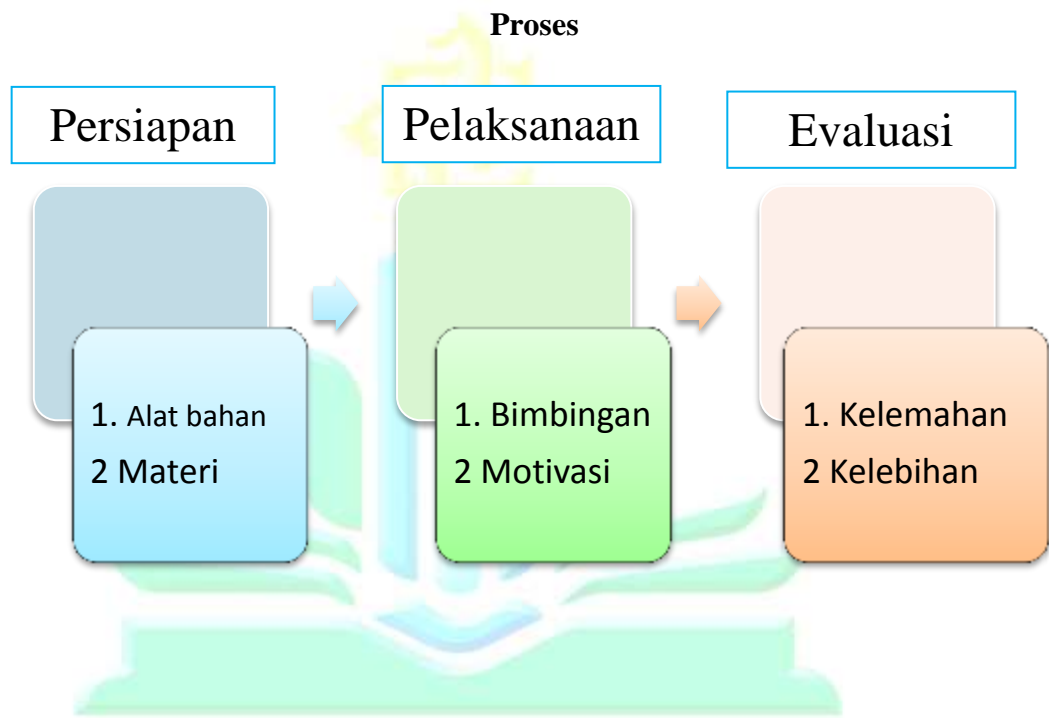 Proses
Persiapan
Pelaksanaan
Evaluasi
1. Alat bahan
2 Materi
1. Bimbingan
2 Motivasi
1. Kelemahan
2 Kelebihan